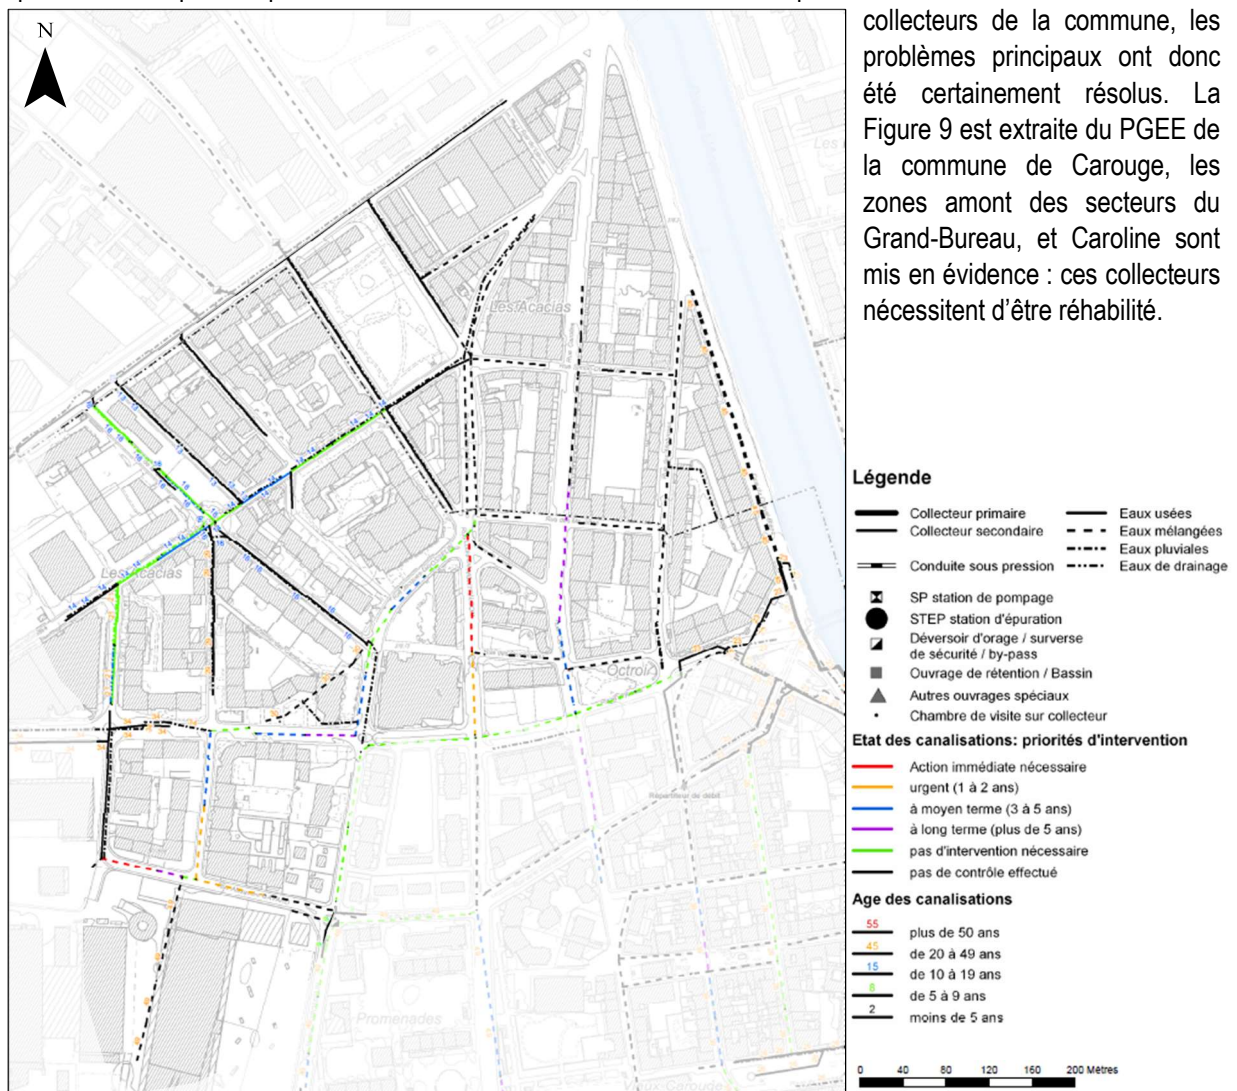 collecteurs de la commune, les
problèmes principaux ont donc
été certainement résolus. La
Figure 9 est extraite du PGEE de
la commune de Carouge, les
zones amont des secteurs du
Grand-Bureau, et Caroline sont
mis en évidence : ces collecteurs
nécessitent d’être réhabilité.
N
Les Acacias
Les Acacias
Octroi
Répartiteur de débit
Promenades
Vieux-Carouge
Légende
Collecteur primaire
Collecteur secondaire
Conduite sous pression
Eaux usées
Eaux mélangées
Eaux pluviales
Eaux de drainage
SP station de pompage
STEP station d'épuration
Déversoir d'orage / surverse
de sécurité / by-pass
Ouvrage de rétention / Bassin
Autres ouvrages spéciaux
Chambre de visite sur collecteur
Etat des canalisations: priorités d'intervention
Action immédiate nécessaire
urgent (1 à 2 ans)
à moyen terme (3 à 5 ans)
à long terme (plus de 5 ans)
pas d'intervention nécessaire
pas de contrôle effectué
Age des canalisations
55 plus de 50 ans
45 de 20 à 49 ans
15 de 10 à 19 ans
8 de 5 à 9 ans
2 moins de 5 ans
0 40 80 120 160 200 Mètres